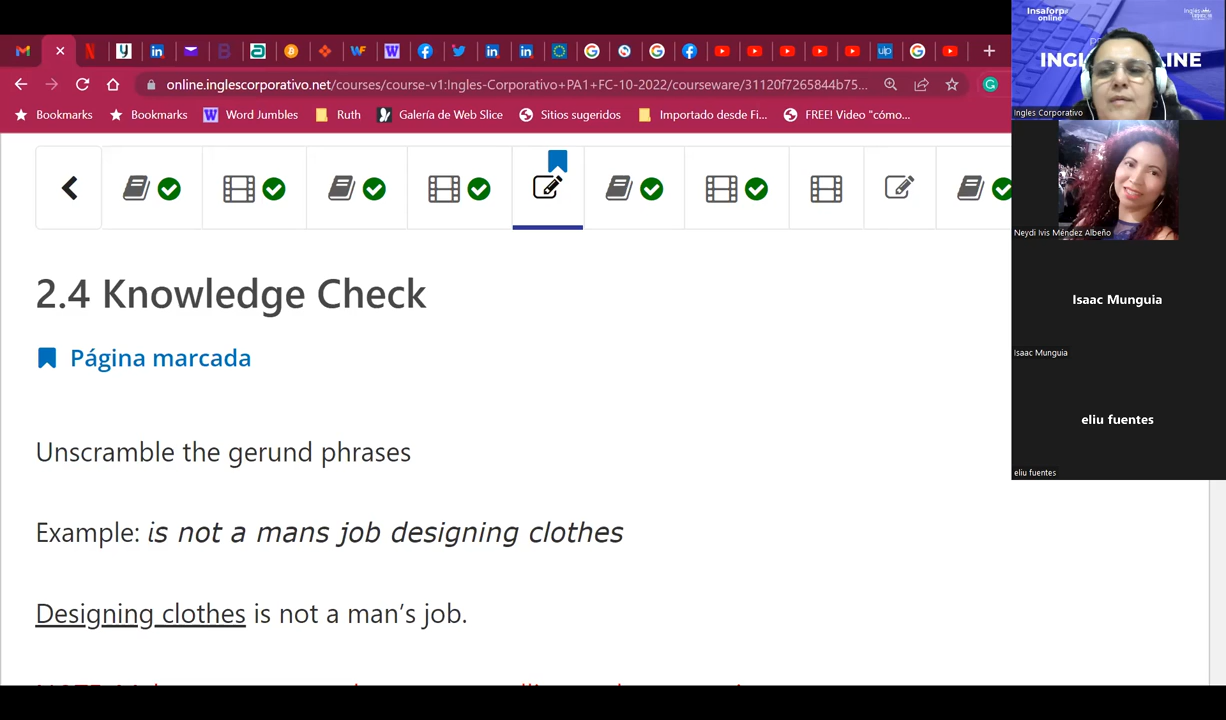 online.inglescorporativo.net/courses/course-v1:Ingles-Corporativo+PA1+FC-10-2022/courseware/31120f7265844b75...
Bookmarks Bookmarks Word Jumbles Ruth Galería de Web Slice Sitios sugeridos Importado desde Fi... FREE! Video "cómo...
2.4 Knowledge Check
Página marcada
Unscramble the gerund phrases
Example: is not a mans job designing clothes
Designing clothes is not a man's job.
Insaforp
online
Ingles Corporativo
Neydi Ivis Méndez Albeño
Isaac Munguia
Isaac Munguia
eliu fuentes
eliu fuentes